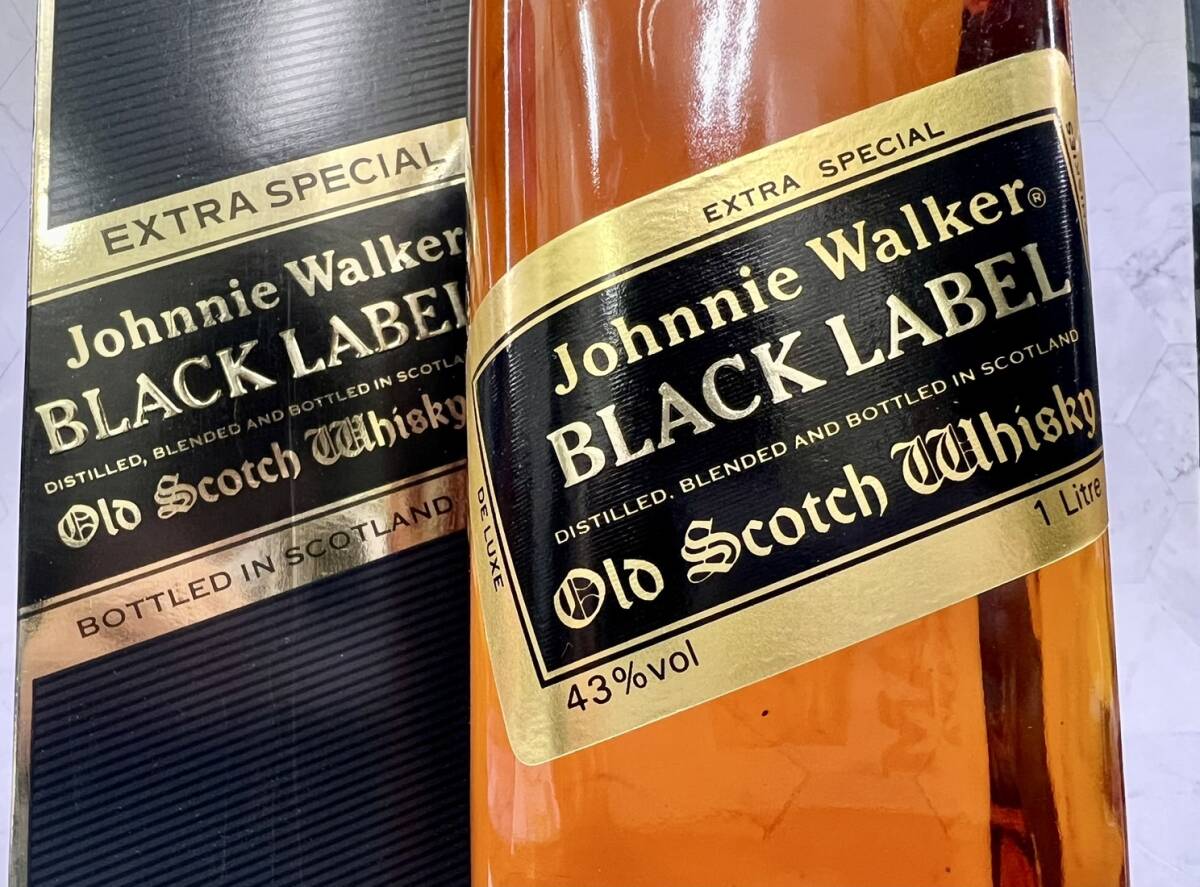 EXTRA SPECIAL
Johnnie Walker
BLACK LABEL
DISTILLED, BLENDED AND BOTTLED IN SCOTLA
Old Scotch Whisky
BOTTLED IN SCOTLAND
EXTRA SPECIAL
Johnnie Walker®
BLACK LABEL
DISTILLED. BLENDED AND BOTTLED IN SCOTLAND
Old Scotch Whisky
DE LUXE
1 Litre
43%vol